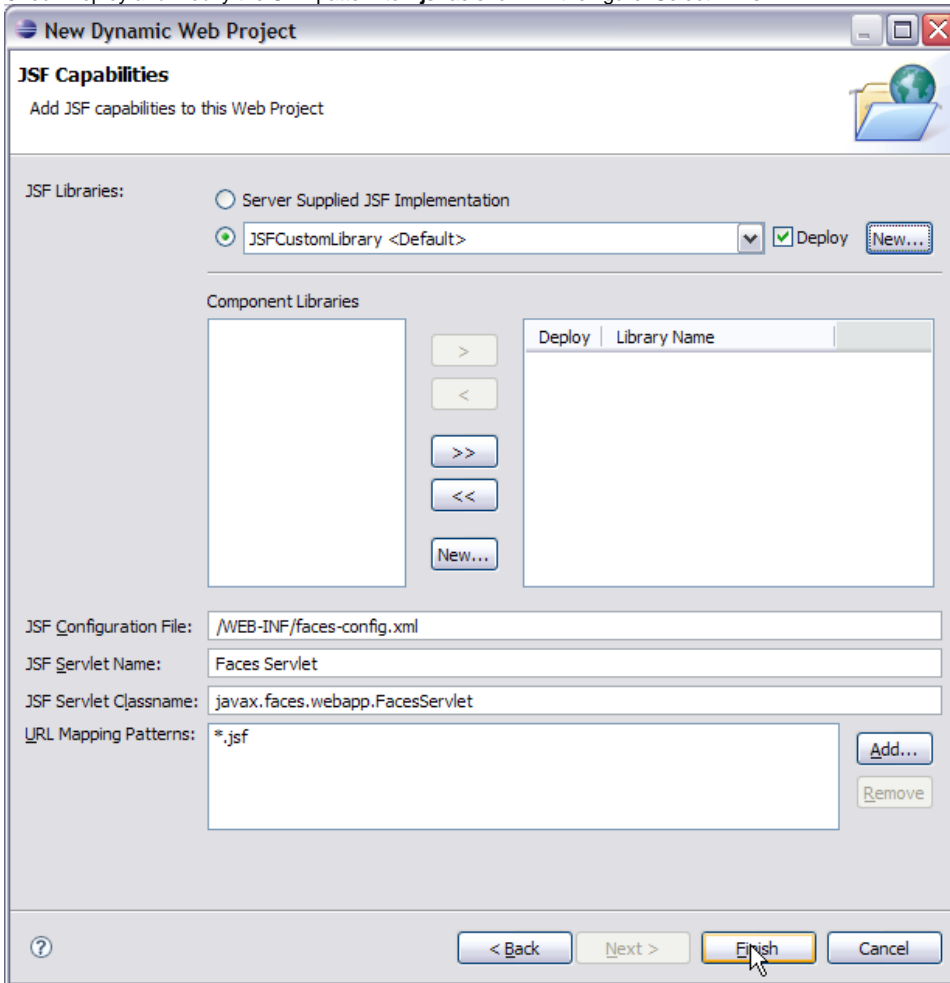 New Dynamic Web Project
JSF Capabilities
Add JSF capabilities to this Web Project
JSF Libraries:
Server Supplied JSF Implementation
JSFCustomLibrary <Default>
Deploy
New...
Component Libraries
Deploy
Library Name
>
<
>>
<<
New...
JSF Configuration File:
/WEB-INF/faces-config.xml
JSF Servlet Name:
Faces Servlet
JSF Servlet Classname:
javax.faces.webapp.FacesServlet
URL Mapping Patterns:
*.jsf
Add...
Remove
?
< Back
Next >
Finish
Cancel